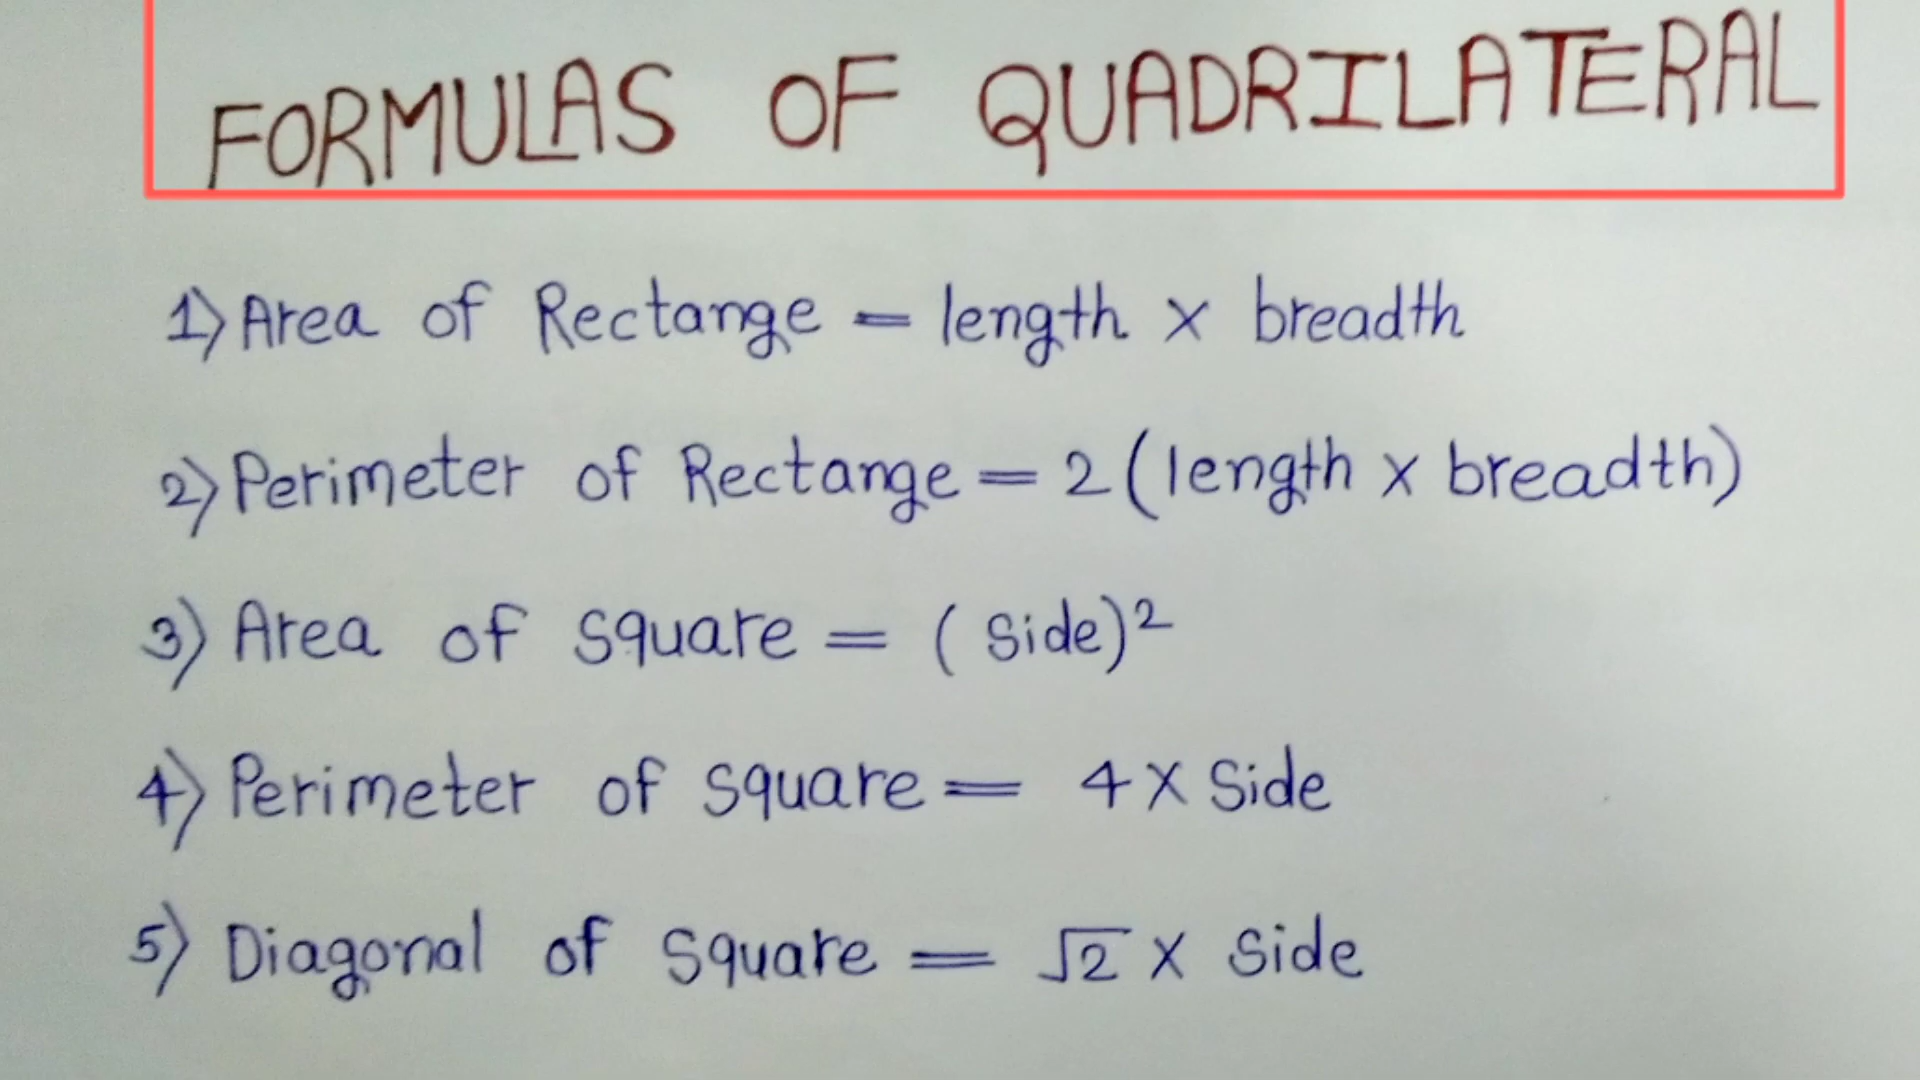 FORMULAS OF QUADRILATERAL
1) Area of Rectange = length x breadth
2) Perimeter of Rectange = 2 (length x breadth)
3) Area of square = ( side)²
4) Perimeter of square = 4 X Side
5) Diagonal of square = √2 X side